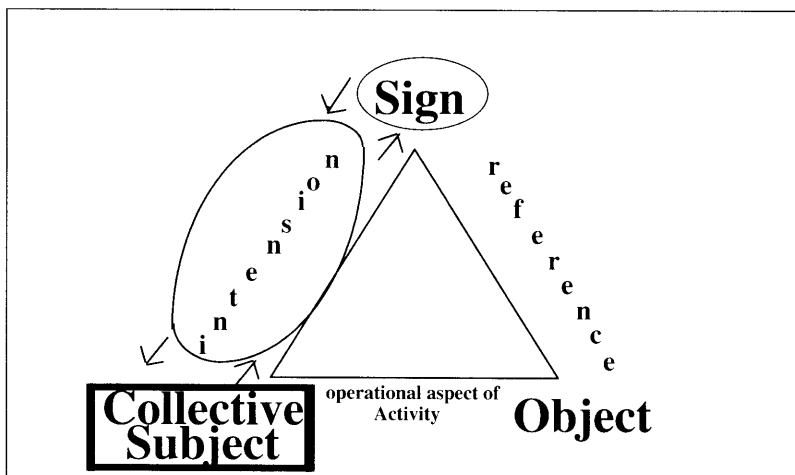 Sign
intension
reference
operational aspect of
Activity
Collective
Subject
Object